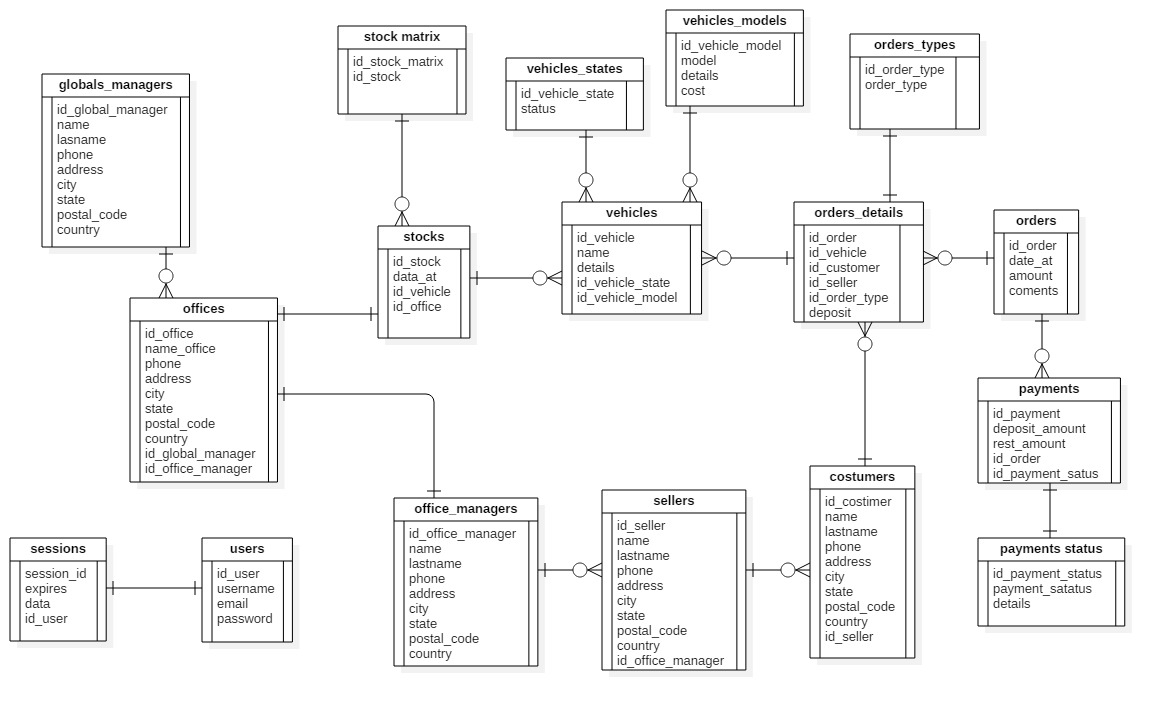 globals_managers
id_global_manager
name
lasname
phone
address
city
state
postal_code
country
stock matrix
id_stock_matrix
id_stock
vehicles_states
id_vehicle_state
status
vehicles_models
id_vehicle_model
model
details
cost
orders_types
id_order_type
order_type
offices
id_office
name_office
phone
address
city
state
postal_code
country
id_global_manager
id_office_manager
stocks
id_stock
data_at
id_vehicle
id_office
vehicles
id_vehicle
name
details
id_vehicle_state
id_vehicle_model
orders_details
id_order
id_vehicle
id_customer
id_seller
id_order_type
deposit
orders
id_order
date_at
amount
coments
payments
id_payment
deposit_amount
rest_amount
id_order
id_payment_satus
sessions
session_id
expires
data
id_user
users
id_user
username
email
password
office_managers
id_office_manager
name
lastname
phone
address
city
state
postal_code
country
sellers
id_seller
name
lastname
phone
address
city
state
postal_code
country
id_office_manager
costumers
id_costimer
name
lastname
phone
address
city
state
postal_code
country
id_seller
payments status
id_payment_status
payment_satatus
details